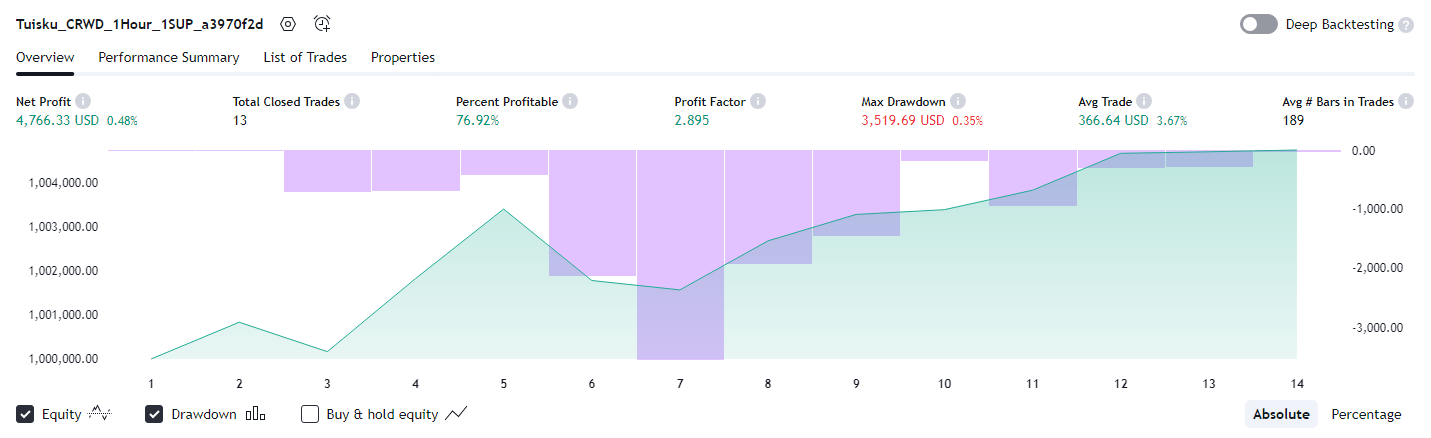 Tuisku_CRWD_1Hour_1SUP_a3970f2d
Deep Backtesting ?
Overview Performance Summary List of Trades Properties
Net Profit Total Closed Trades Percent Profitable Profit Factor Max Drawdown Avg Trade Avg # Bars in Trades
4,766.33 USD 0.48% 13 76.92% 2.895 3,519.69 USD 0.35% 366.64 USD 3.67% 189
0.00
1,004,000.00
-1,000.00
1,003,000.00
1,002,000.00 -2,000.00
1,001,000.00
-3,000.00
1,000,000.00
1 2 3 4 5 6 7 8 9 10 11 12 13 14
Equity Drawdown Buy & hold equity Absolute Percentage